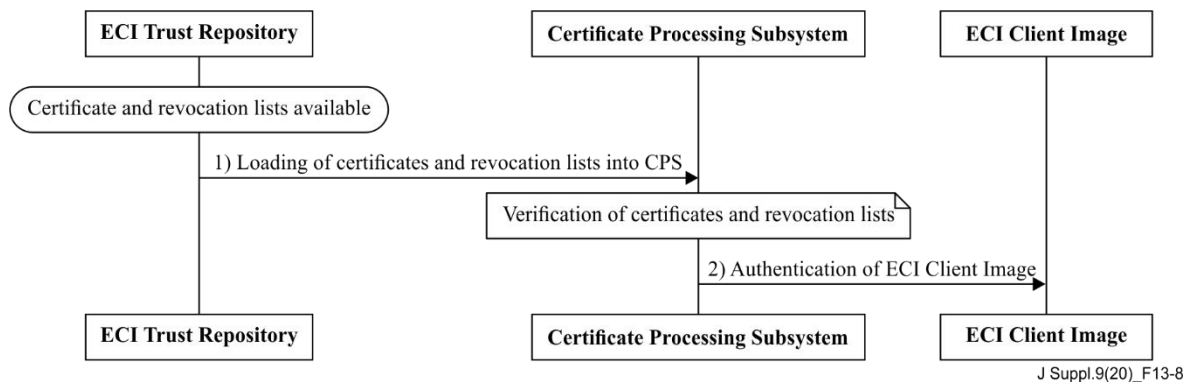 ECI Trust Repository
Certificate Processing Subsystem
ECI Client Image
Certificate and revocation lists available
1) Loading of certificates and revocation lists into CPS
Verification of certificates and revocation lists
2) Authentication of ECI Client Image
ECI Trust Repository
Certificate Processing Subsystem
ECI Client Image
J Suppl.9(20)_F13-8